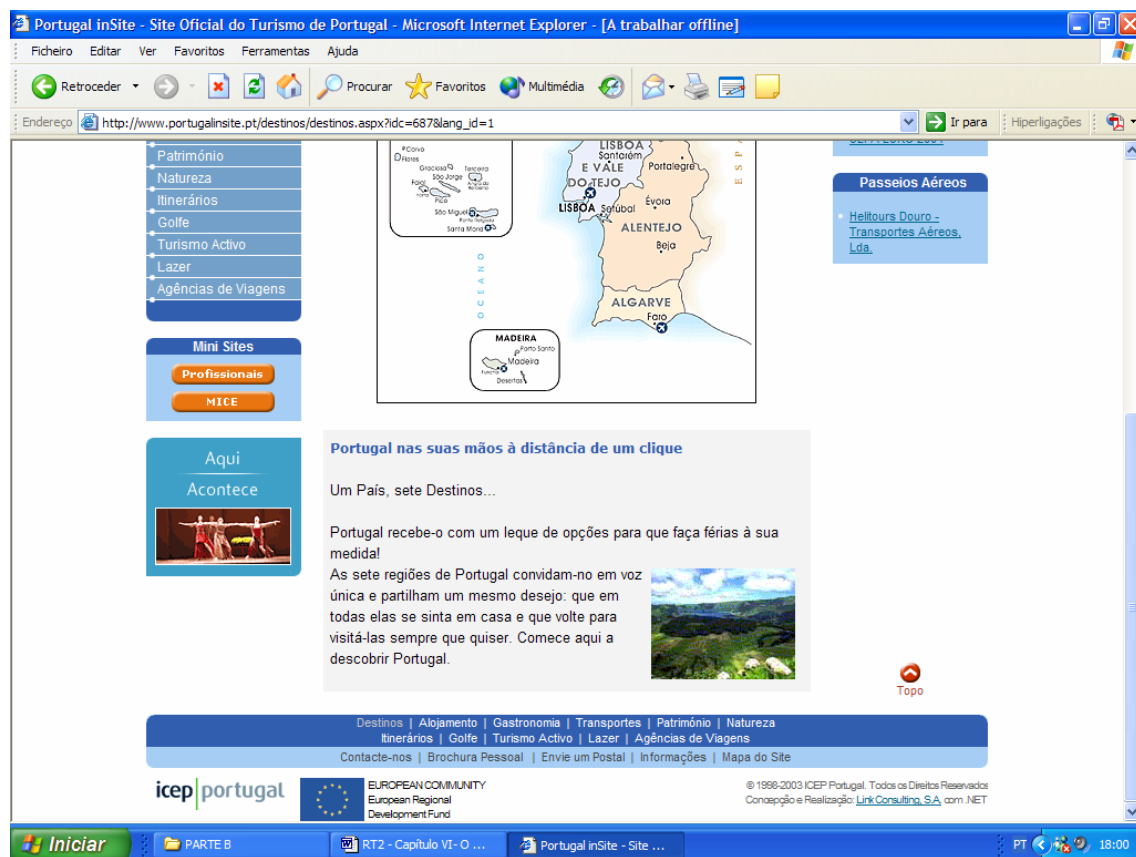 Portugal inSite - Site Oficial do Turismo de Portugal - Microsoft Internet Explorer - [A trabalhar offline]
Ficheiro Editar Ver Favoritos Ferramentas Ajuda
Retroceder Procurar Favoritos Multimédia
Endereço http://www.portugalinsite.pt/destinos/destinos.aspx?idc=687&lang_id=1 Ir para Hiperligações
Património
Natureza
Itinerários
Golfe
Turismo Activo
Lazer
Agências de Viagens
Mini Sites
Profissionais
MICE
Aqui
Acontece
Corvo
Flores
Graciosa Terceira
São Jorge
Faial
Pico
São Miguel
Ponta Delgada
Santa Maria
OCEANO
LISBOA
Santarém
E VALE
DO TEJO
Portalegre
LISBOA Setúbal
Évora
ALENTEJO
Beja
ALGARVE
Faro
MADEIRA
Porto Santo
Madeira
Funchal
Desertas
Passeios Aéreos
Helitours Douro -
Transportes Aéreos,
Lda.
Portugal nas suas mãos à distância de um clique
Um País, sete Destinos...
Portugal recebe-o com um leque de opções para que faça férias à sua
medida!
As sete regiões de Portugal convidam-no em voz
única e partilham um mesmo desejo: que em
todas elas se sinta em casa e que volte para
visitá-las sempre que quiser. Comece aqui a
descobrir Portugal.
Topo
Destinos | Alojamento | Gastronomia | Transportes | Património | Natureza
Itinerários | Golfe | Turismo Activo | Lazer | Agências de Viagens
Contacte-nos | Brochura Pessoal | Envie um Postal | Informações | Mapa do Site
icep portugal
EUROPEAN COMMUNITY
European Regional
Development Fund
© 1998-2003 ICEP Portugal. Todos os Direitos Reservados
Concepção e Realização: Link Consulting, S.A. com .NET
Iniciar PARTE B RT2 - Capítulo VI- O ... Portugal inSite - Site ... PT 18:00